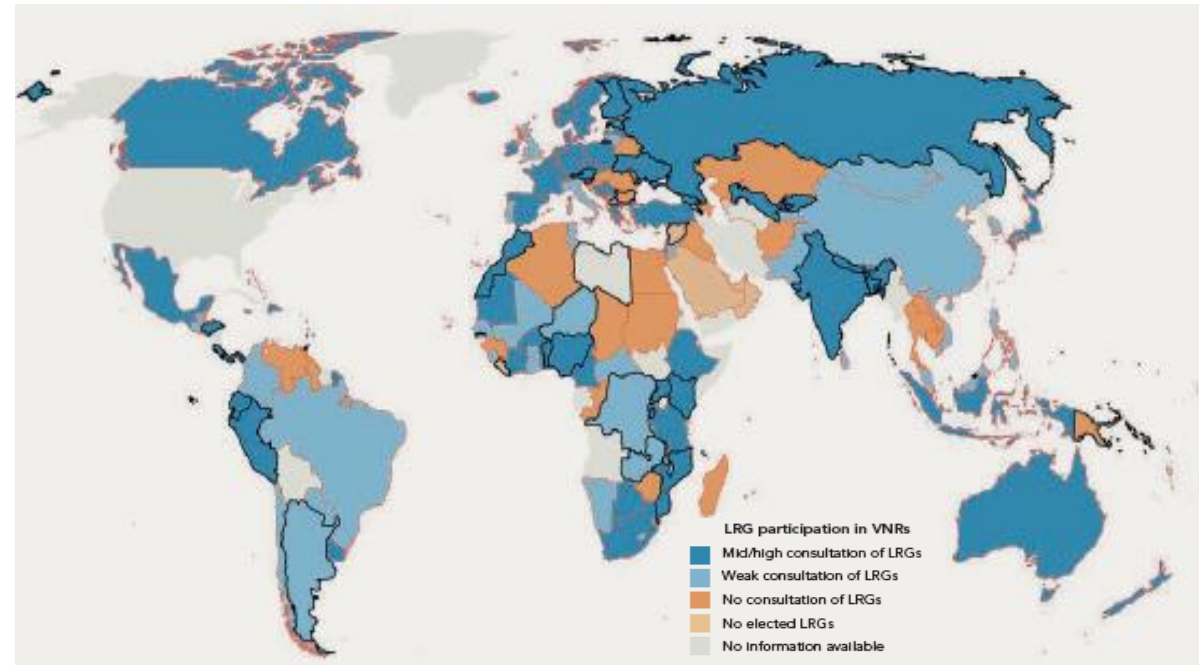 LRG participation in VNRs
Mid/high consultation of LRGs
Weak consultation of LRGs
No consultation of LRGs
No elected LRGs
No information available